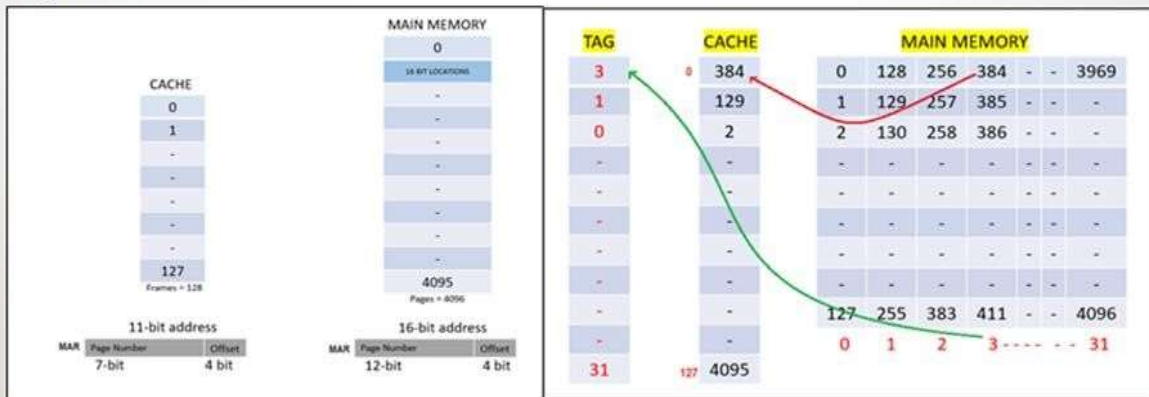 MAIN MEMORY
0
16 BIT LOCATIONS
-
-
-
-
-
-
-
4095
Pages = 4096
CACHE
0
1
-
-
-
-
-
127
Frames = 128
11-bit address
MAR Page Number Offset
7-bit 4 bit
16-bit address
MAR Page Number Offset
12-bit 4 bit
TAG CACHE MAIN MEMORY
3 0 384 0 128 256 384 - - 3969
1 129 1 129 257 385 - - -
0 2 2 130 258 386 - - -
- - - - - - - - -
- - - - - - - - -
- - - - - - - - -
- - - - - - - - -
- - - - - - - - -
- - 127 255 383 411 - - 4096
- - 0 1 2 3 - - - - - - 31
31 127 4095